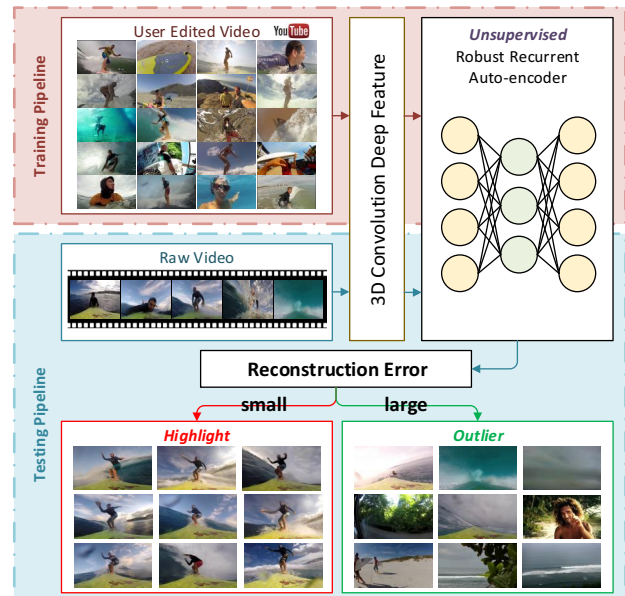 Training Pipeline
User Edited Video
YouTube
3D Convolution Deep Feature
Unsupervised
Robust Recurrent
Auto-encoder
Testing Pipeline
Raw Video
Reconstruction Error
small
large
Highlight
Outlier